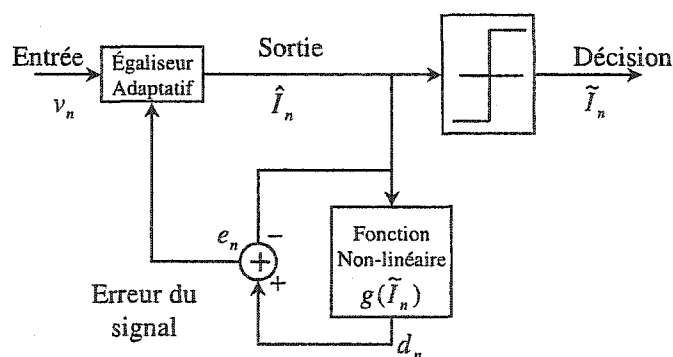 Entrée
Égaliseur
Adaptatif
Sortie
Décision
v_n
Î_n
Ĩ_n
e_n
−
+
+
Fonction
Non-linéaire
g(Ĩ_n)
Erreur du
signal
d_n